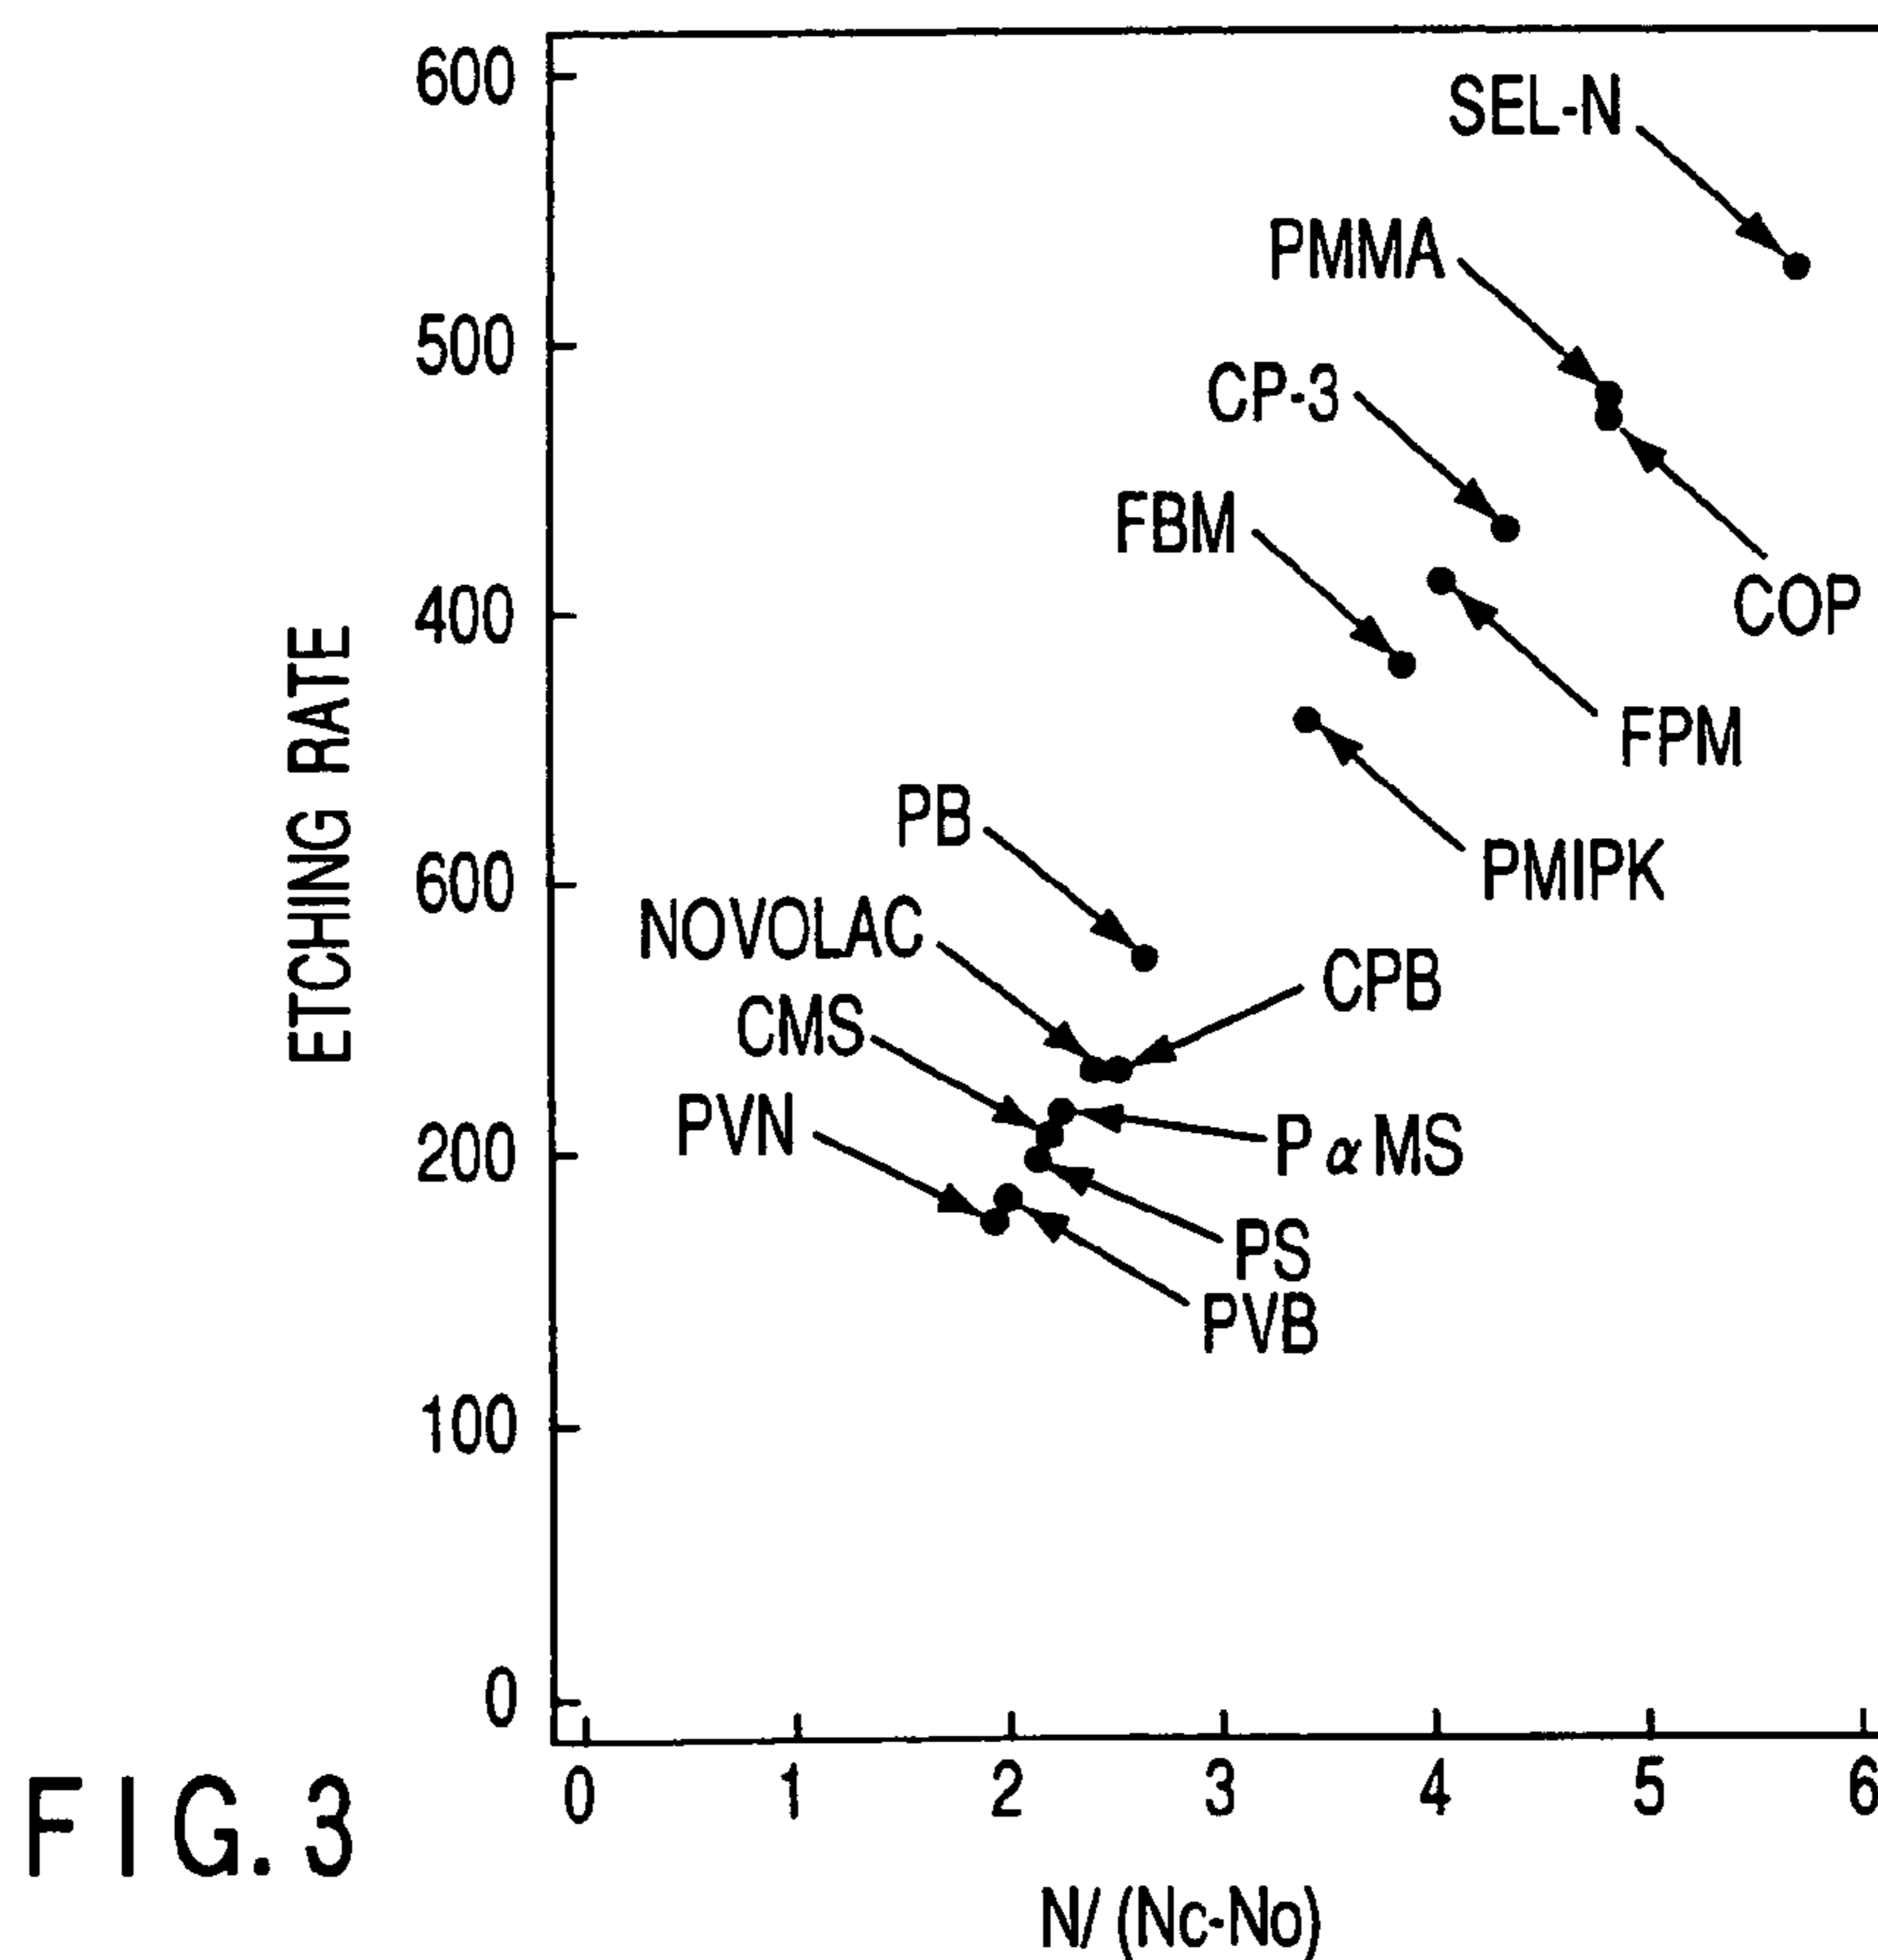 600
SEL-N
PMMA
500
CP-3
FBM
400
COP
ETCHING RATE
FPM
PB
PMIPK
600
NOVOLAC
CPB
CMS
PVN
PαMS
200
PS
PVB
100
0
0 1 2 3 4 5 6
FIG. 3
N/(Nc-No)